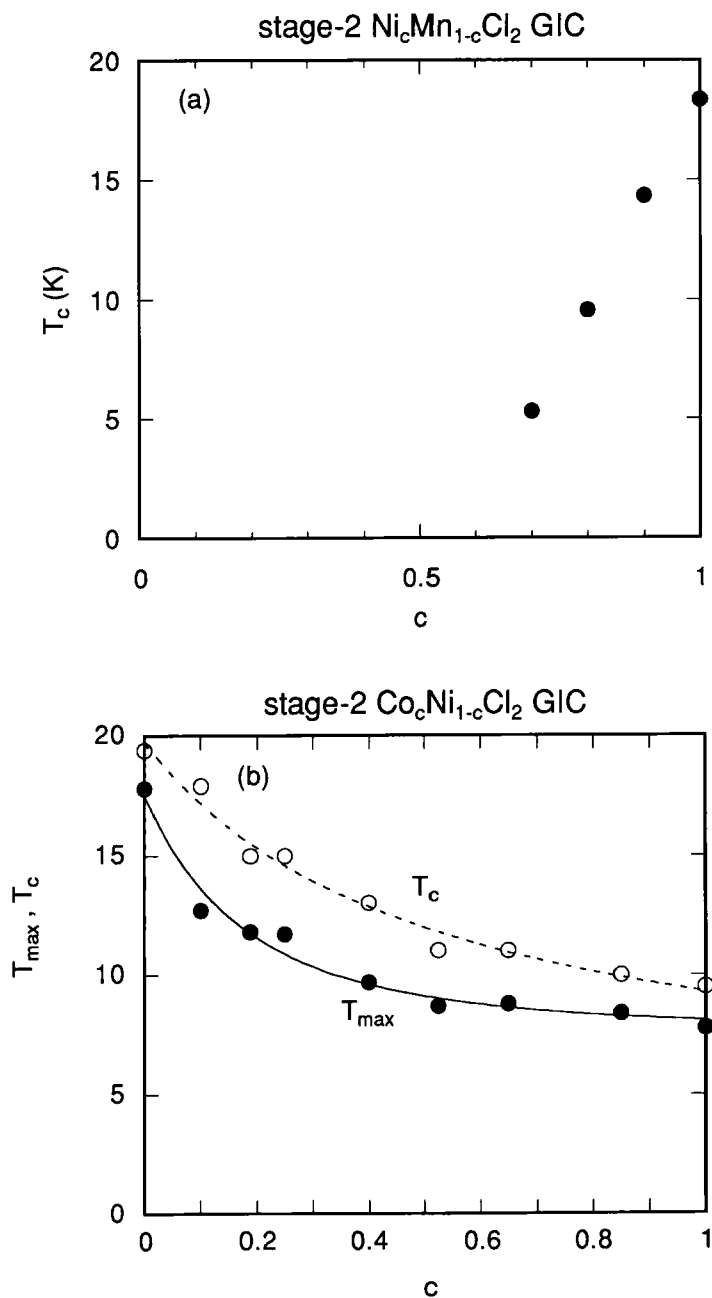 stage-2 NicMn1-cCl2 GIC
(a)
20
15
10
5
0
Tc (K)
0
0.5
1
c
stage-2 CocNi1-cCl2 GIC
(b)
20
15
10
5
0
Tmax , Tc
Tc
Tmax
0
0.2
0.4
0.6
0.8
1
c